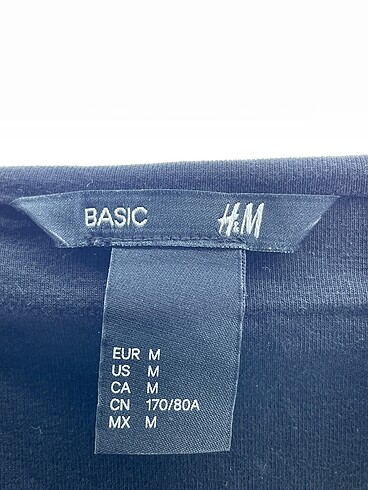 BASIC H&M
EUR M
US M
CA M
CN 170/80A
MX M